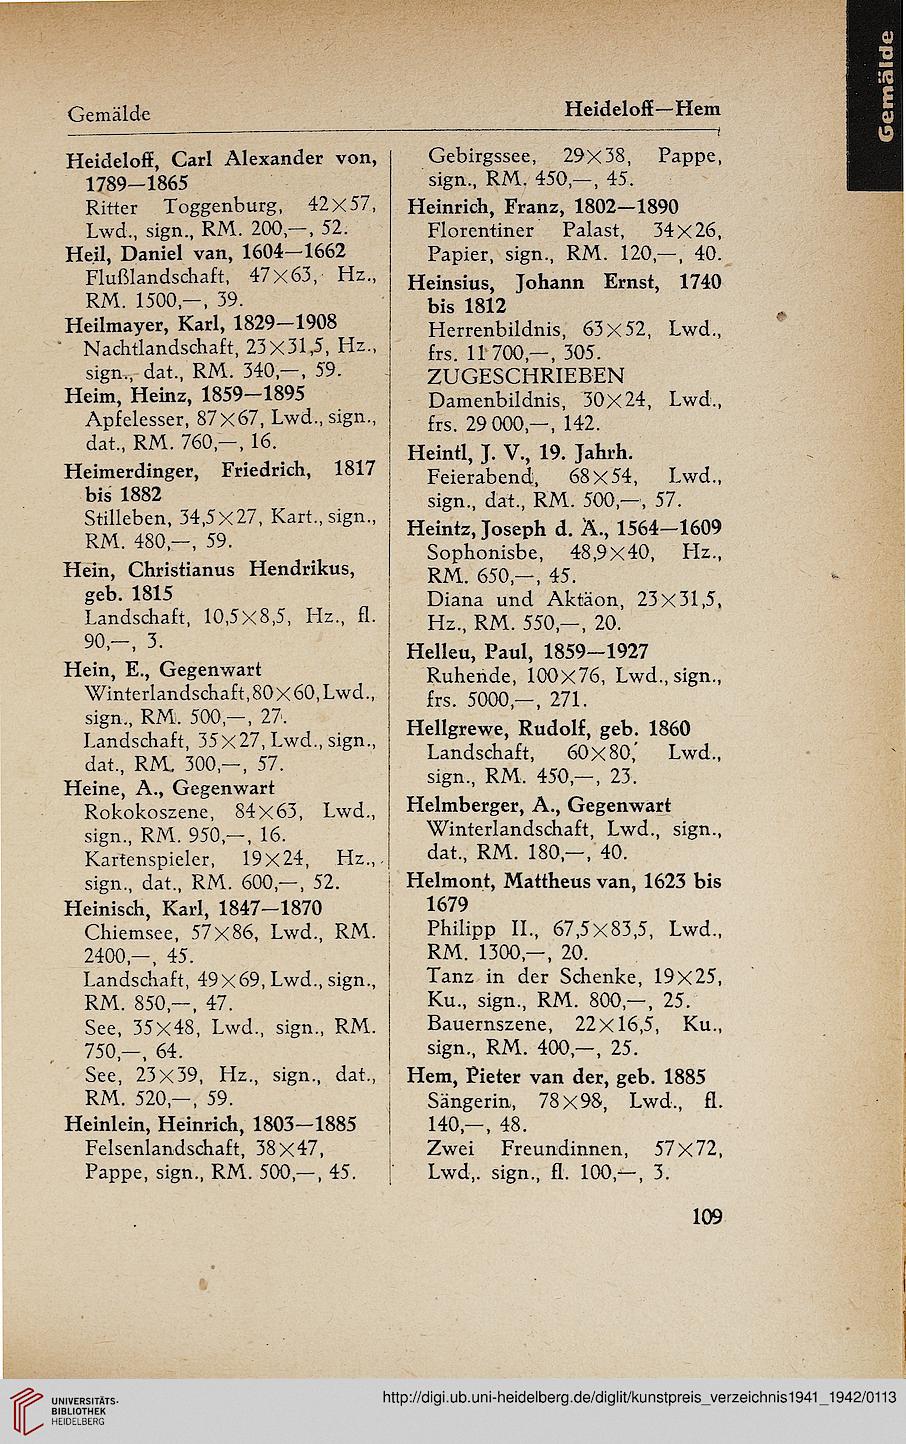 Gemälde
Gemälde
Heideloff—Hem
Heideloff, Carl Alexander von,
1789—1865
Ritter Toggenburg, 42×57,
Lwd., sign., RM. 200,—, 52.
Heil, Daniel van, 1604—1662
Flußlandschaft, 47×63, Hz.,
RM. 1500,—, 39.
Heilmayer, Karl, 1829—1908
Nachtlandschaft, 23×31,5, Hz.,
sign., dat., RM. 340,—, 59.
Heim, Heinz, 1859—1895
Apfelesser, 87×67, Lwd., sign.,
dat., RM. 760,—, 16.
Heimerdinger, Friedrich, 1817
bis 1882
Stilleben, 34,5×27, Kart., sign.,
RM. 480,—, 59.
Hein, Christianus Hendrikus,
geb. 1815
Landschaft, 10,5×8,5, Hz., fl.
90,—, 3.
Hein, E., Gegenwart
Winterlandschaft, 80×60, Lwd.,
sign., RM. 500,—, 27.
Landschaft, 35×27, Lwd., sign.,
dat., RM. 300,—, 57.
Heine, A., Gegenwart
Rokokoszene, 84×63, Lwd.,
sign., RM. 950,—, 16.
Kartenspieler, 19×24, Hz.,
sign., dat., RM. 600,—, 52.
Heinisch, Karl, 1847—1870
Chiemsee, 57×86, Lwd., RM.
2400,—, 45.
Landschaft, 49×69, Lwd., sign.,
RM. 850,—, 47.
See, 35×48, Lwd., sign., RM.
750,—, 64.
See, 23×39, Hz., sign., dat.,
RM. 520,—, 59.
Heinlein, Heinrich, 1803—1885
Felsenlandschaft, 38×47,
Pappe, sign., RM. 500,—, 45.
Gebirgssee, 29×38, Pappe,
sign., RM. 450,—, 45.
Heinrich, Franz, 1802—1890
Florentiner Palast, 34×26,
Papier, sign., RM. 120,—, 40.
Heinsius, Johann Ernst, 1740
bis 1812
Herrenbildnis, 63×52, Lwd.,
frs. 11 700,—, 305.
ZUGESCHRIEBEN
Damenbildnis, 30×24, Lwd.,
frs. 29 000,—, 142.
Heintl, J. V., 19. Jahrh.
Feierabend, 68×54, Lwd.,
sign., dat., RM. 500,—, 57.
Heintz, Joseph d. Ä., 1564—1609
Sophonisbe, 48,9×40, Hz.,
RM. 650,—, 45.
Diana und Aktäon, 23×31,5,
Hz., RM. 550,—, 20.
Helleu, Paul, 1859—1927
Ruhende, 100×76, Lwd., sign.,
frs. 5000,—, 271.
Hellgrewe, Rudolf, geb. 1860
Landschaft, 60×80, Lwd.,
sign., RM. 450,—, 23.
Helmberger, A., Gegenwart
Winterlandschaft, Lwd., sign.,
dat., RM. 180,—, 40.
Helmont, Mattheus van, 1623 bis
1679
Philipp II., 67,5×83,5, Lwd.,
RM. 1300,—, 20.
Tanz in der Schenke, 19×25,
Ku., sign., RM. 800,—, 25.
Bauernszene, 22×16,5, Ku.,
sign., RM. 400,—, 25.
Hem, Pieter van der, geb. 1885
Sängerin, 78×98, Lwd., fl.
140,—, 48.
Zwei Freundinnen, 57×72,
Lwd,. sign., fl. 100,—, 3.
109
UNIVERSITÄTS-
BIBLIOTHEK
HEIDELBERG
http://digi.ub.uni-heidelberg.de/diglit/kunstpreis_verzeichnis1941_1942/0113